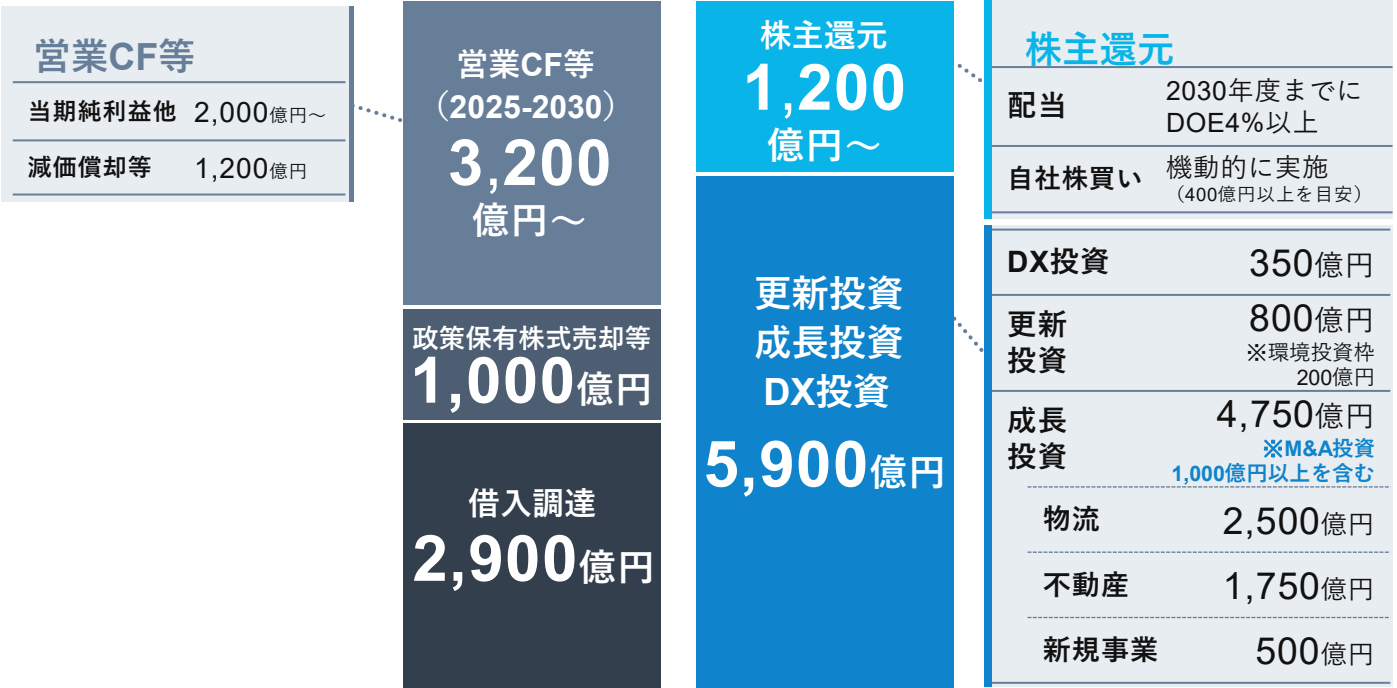 営業CF等
当期純利益他 2,000億円～
減価償却等 1,200億円
営業CF等
（2025-2030）
3,200
億円～
政策保有株式売却等
1,000億円
借入調達
2,900億円
株主還元
1,200
億円～
更新投資
成長投資
DX投資
5,900億円
株主還元
配当 2030年度までに
DOE4%以上
自社株買い 機動的に実施
（400億円以上を目安）
DX投資 350億円
更新
投資
800億円
※環境投資枠
200億円
成長
投資
4,750億円
※M&A投資
1,000億円以上を含む
物流 2,500億円
不動産 1,750億円
新規事業 500億円